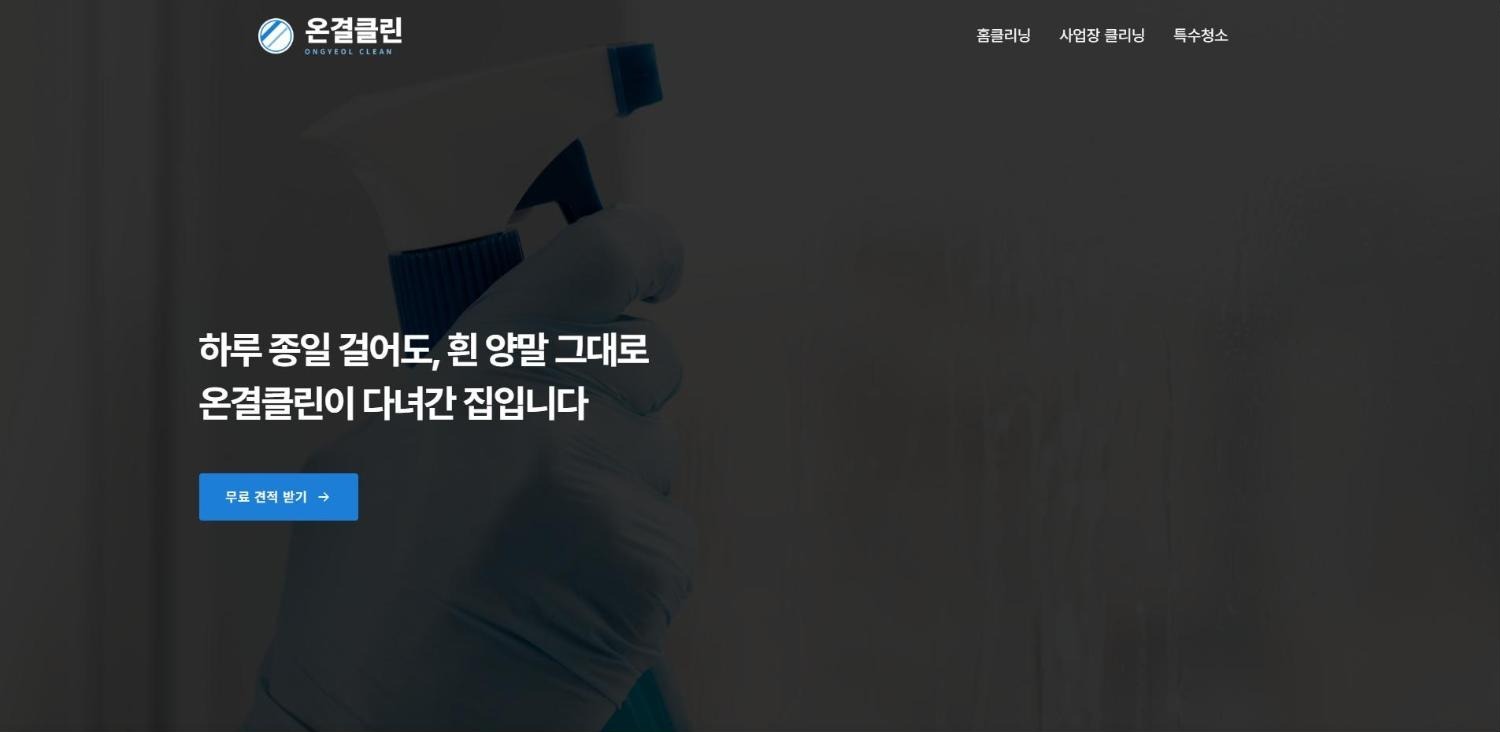 온결클린
ONGYEOL CLEAN
홈클리닝 사업장 클리닝 특수청소
하루 종일 걸어도, 흰 양말 그대로
온결클린이 다녀간 집입니다
무료 견적 받기 →